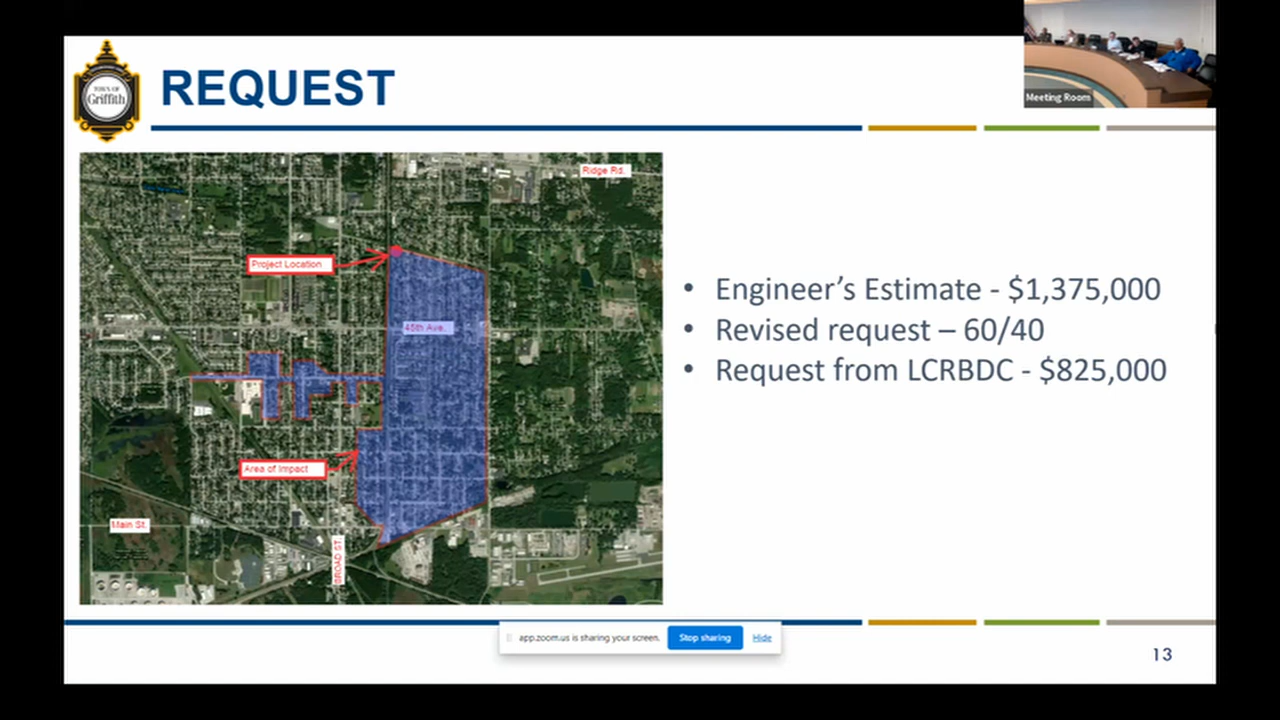 Meeting Room
TOWN OF
Griffith
REQUEST
Ridge Rd.
Project Location
45th Ave.
Area of Impact
Main St.
BROAD ST.
• Engineer’s Estimate - $1,375,000
• Revised request – 60/40
• Request from LCRBDC - $825,000
app.zoom.us is sharing your screen.
Stop sharing
Hide
13